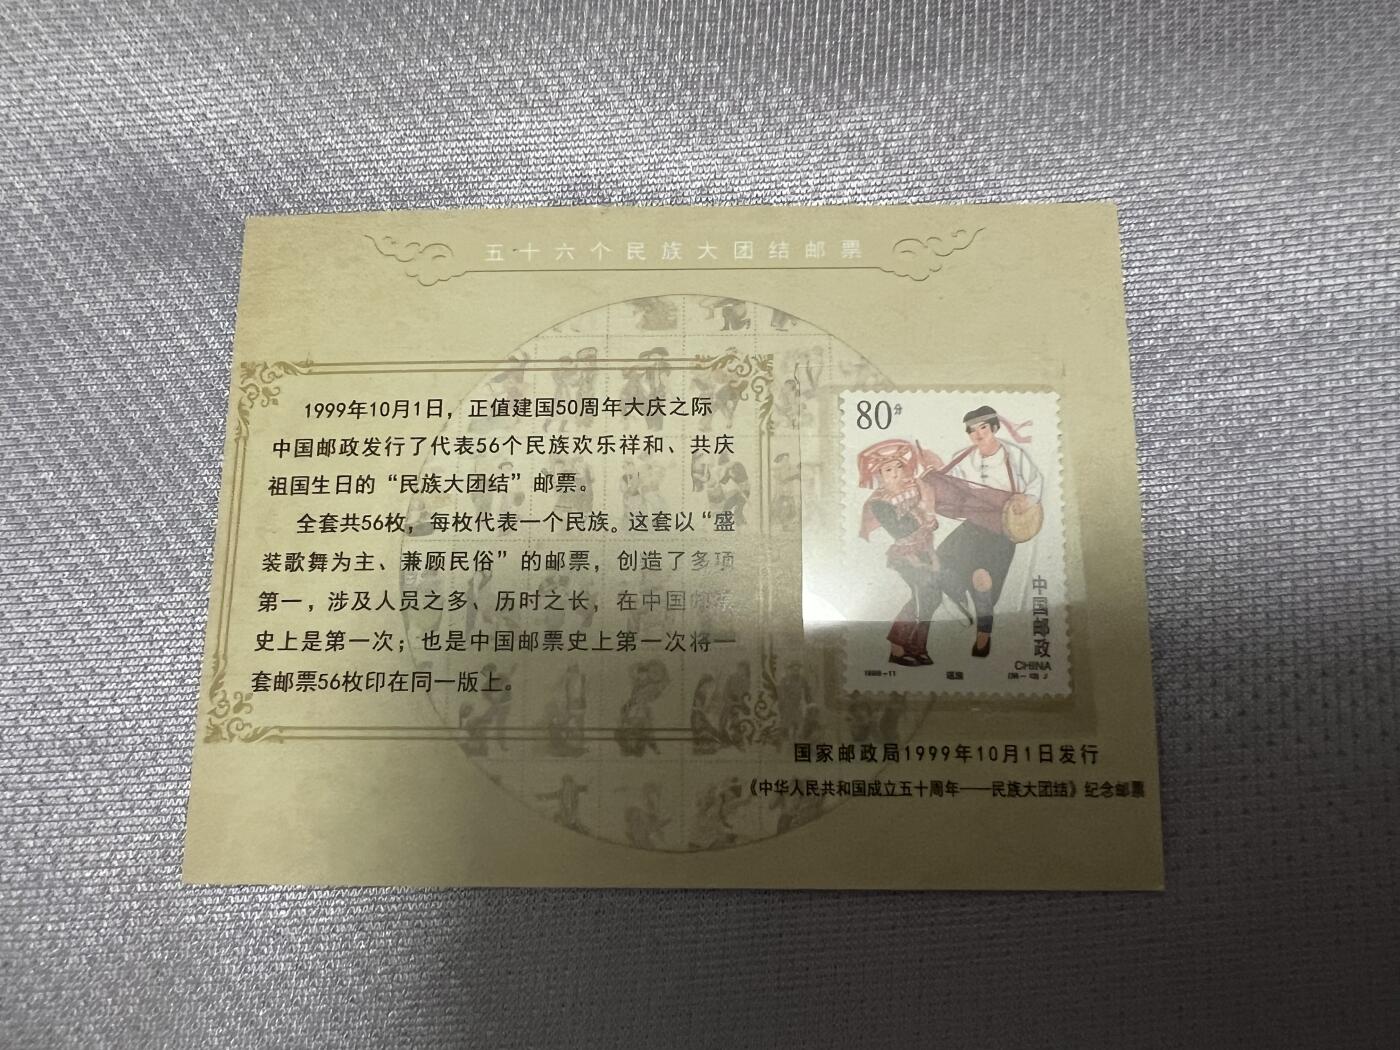 五十六个民族大团结邮票
1999年10月1日，正值建国50周年大庆之际
中国邮政发行了代表56个民族欢乐祥和、共庆
祖国生日的“民族大团结”邮票。
全套共56枚，每枚代表一个民族。这套以“盛
装歌舞为主、兼顾民俗”的邮票，创造了多项
第一，涉及人员之多、历时之长，在中国邮票
史上是第一次；也是中国邮票史上第一次将一
套邮票56枚印在同一版上。
80分
中国邮政
CHINA
1999-11
瑶族
国家邮政局1999年10月1日发行
《中华人民共和国成立五十周年——民族大团结》纪念邮票